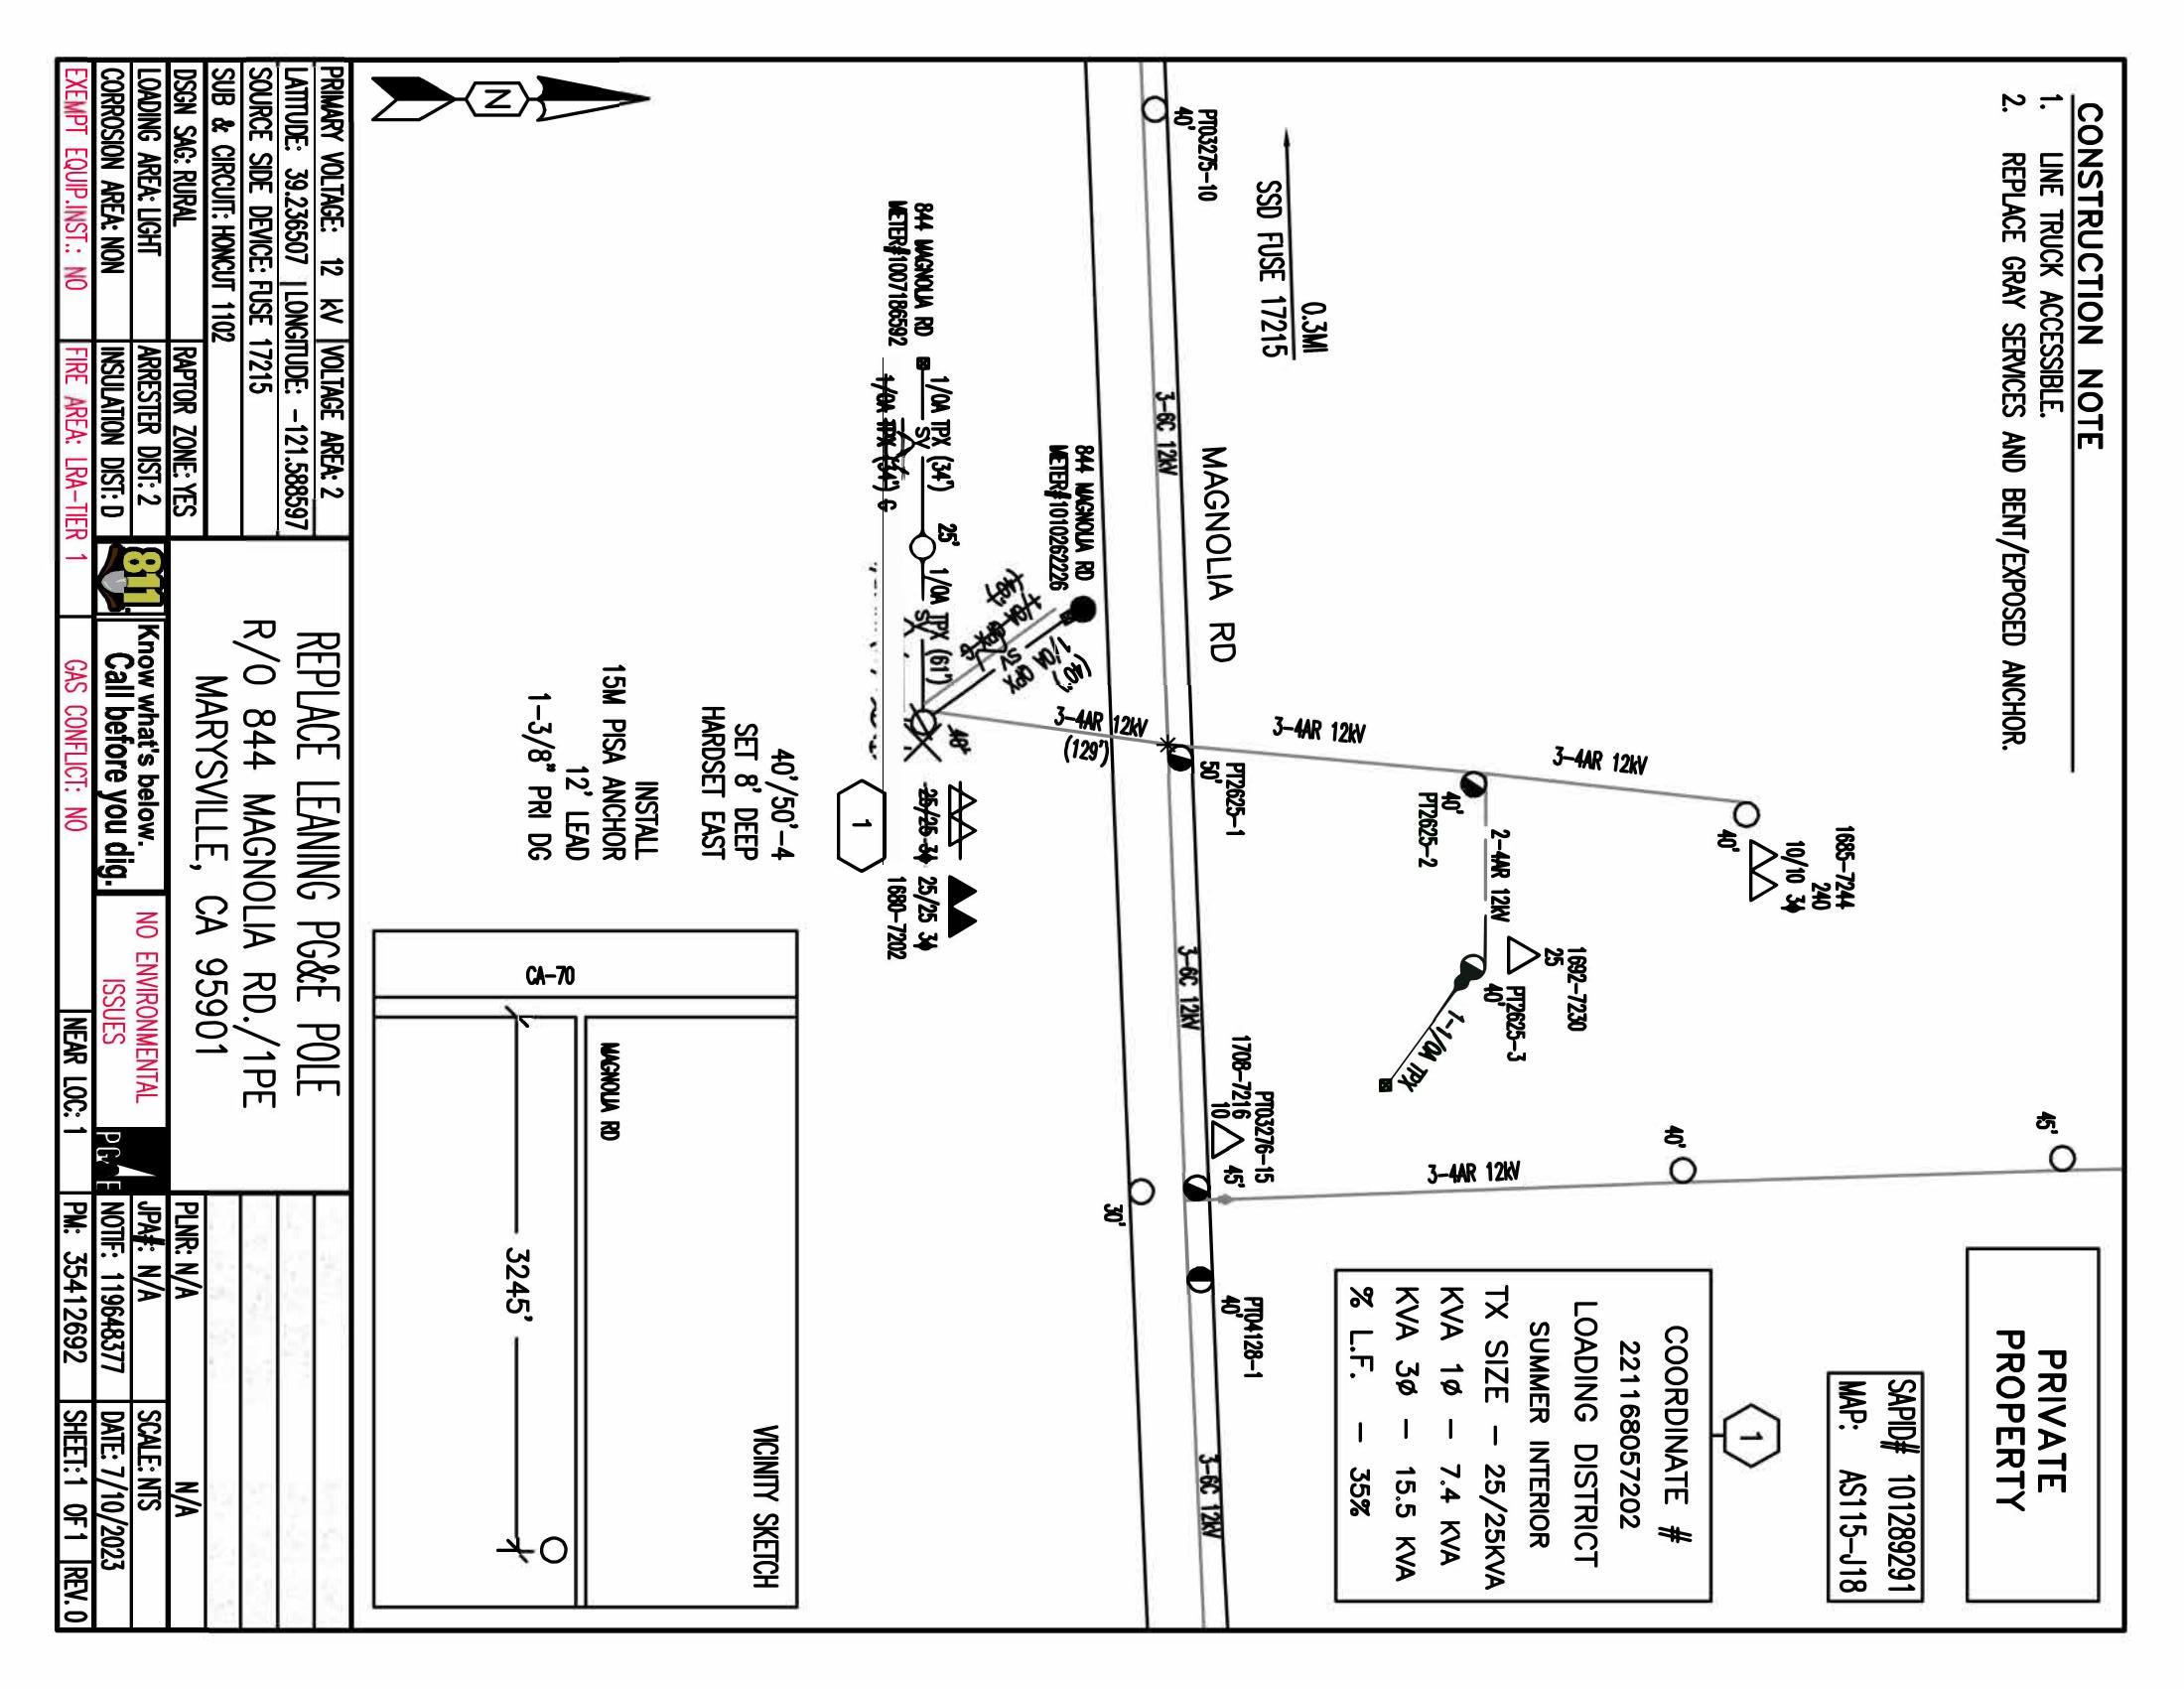 CONSTRUCTION NOTE
1. LINE TRUCK ACCESSIBLE.
2. REPLACE GRAY SERVICES AND BENT/EXPOSED ANCHOR.
PRIVATE
PROPERTY
SAPID# 101289291
MAP: AS115-J18
1
COORDINATE #
221168057202
LOADING DISTRICT
SUMMER INTERIOR
TX SIZE - 25/25KVA
KVA 1Ø - 7.4 KVA
KVA 3Ø - 15.5 KVA
% L.F. - 35%
45'
40'
3-4AR 12kV
1685-7244
240
10/10 3ϕ
40'
3-4AR 12kV
1692-7230
25
PT2625-3
40'
2-4AR 12kV
1-1/0A TPX
40'
PT2625-2
3-4AR 12kV
0.3MI
SSD FUSE 17215
PT03275-10
40'
MAGNOLIA RD
3-6C 12kV
PT2625-1
50'
3-6C 12kV
PT03276-15
1708-7216
10
45'
PT04128-1
40'
3-6C 12kV
30'
3-4AR 12kV
(129')
844 MAGNOLIA RD
METER#1010262226
844 MAGNOLIA RD
METER#1007186592
1/0A TPX (34')
SV
1/0A TPX (34') G
25'
1/0A TPX (61')
SV
SV
25/25 3ϕ
25/25 3ϕ
1680-7202
1
40'/50'-4
SET 8' DEEP
HARDSET EAST
INSTALL
15M PISA ANCHOR
12' LEAD
1-3/8" PRI DG
N
VICINITY SKETCH
MAGNOLIA RD
CA-70
3245'
PRIMARY VOLTAGE: 12 kV VOLTAGE AREA: 2
LATITUDE: 39.236507 LONGITUDE: -121.588597
SOURCE SIDE DEVICE: FUSE 17215
SUB & CIRCUIT: HONCUT 1102
DSGN SAG: RURAL RAPTOR ZONE: YES
LOADING AREA: LIGHT ARRESTER DIST: 2
CORROSION AREA: NON INSULATION DIST: D
EXEMPT EQUIP.INST.: NO FIRE AREA: LRA-TIER 1 GAS CONFLICT: NO
REPLACE LEANING PG&E POLE
R/O 844 MAGNOLIA RD./1PE
MARYSVILLE, CA 95901
811.
Know what's below.
Call before you dig.
NO ENVIRONMENTAL
ISSUES
NEAR LOC: 1
PG&E
PLNR: N/A N/A
JPA#: N/A SCALE: NTS
NOTIF: 119648377 DATE: 7/10/2023
PM: 35412692 SHEET: 1 OF 1 REV. 0